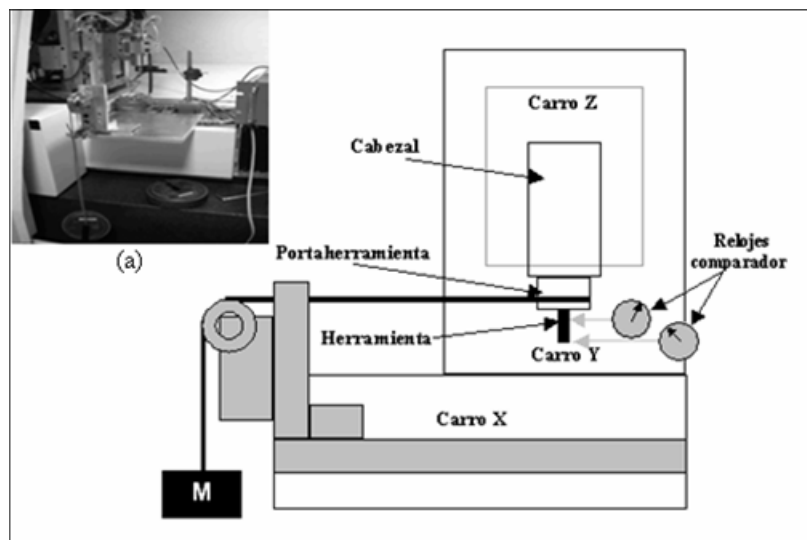 Carro Z
Cabezal
Portaherramienta
Relojes
comparador
(a)
Herramienta
Carro Y
Carro X
M